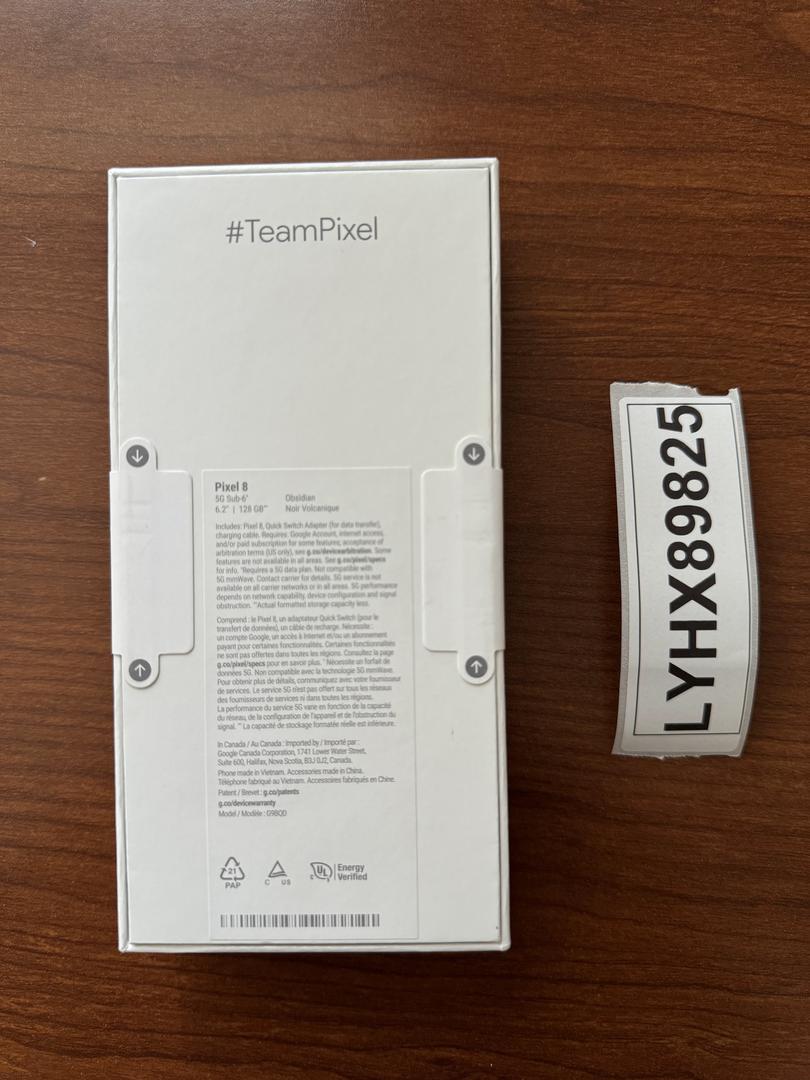 #TeamPixel
Pixel 8
5G Sub-6* Obsidian
6.2" | 128 GB** Noir Volcanique
Includes: Pixel 8, Quick Switch Adapter (for data transfer),
charging cable. Requires: Google Account, internet access,
and/or paid subscription for some features; acceptance of
arbitration terms (US only), see g.co/devicearbitration. Some
features are not available in all areas. See g.co/pixel/specs
for info. *Requires a 5G data plan. Not compatible with
5G mmWave. Contact carrier for details. 5G service is not
available on all carrier networks or in all areas. 5G performance
depends on network capability, device configuration and signal
obstruction. **Actual formatted storage capacity less.
Comprend : le Pixel 8, un adaptateur Quick Switch (pour le
transfert de données), un câble de recharge. Nécessite :
un compte Google, un accès à Internet et/ou un abonnement
payant pour certaines fonctionnalités. Certaines fonctionnalités
ne sont pas offertes dans toutes les régions. Consultez la page
g.co/pixel/specs pour en savoir plus. * Nécessite un forfait de
données 5G. Non compatible avec la technologie 5G mmWave.
Pour obtenir plus de détails, communiquez avec votre fournisseur
de services. Le service 5G n'est pas offert sur tous les réseaux
des fournisseurs de services ni dans toutes les régions.
La performance du service 5G varie en fonction de la capacité
du réseau, de la configuration de l'appareil et de l'obstruction du
signal. ** La capacité de stockage formatée réelle est inférieure.
In Canada / Au Canada : Imported by / Importé par :
Google Canada Corporation, 1741 Lower Water Street,
Suite 600, Halifax, Nova Scotia, B3J 0J2, Canada.
Phone made in Vietnam. Accessories made in China.
Téléphone fabriqué au Vietnam. Accessoires fabriqués en Chine.
Patent / Brevet : g.co/patents
g.co/devicewarranty
Model / Modèle : G9BQD
21
PAP
C US
c UL us Energy
Verified
LYHX89825